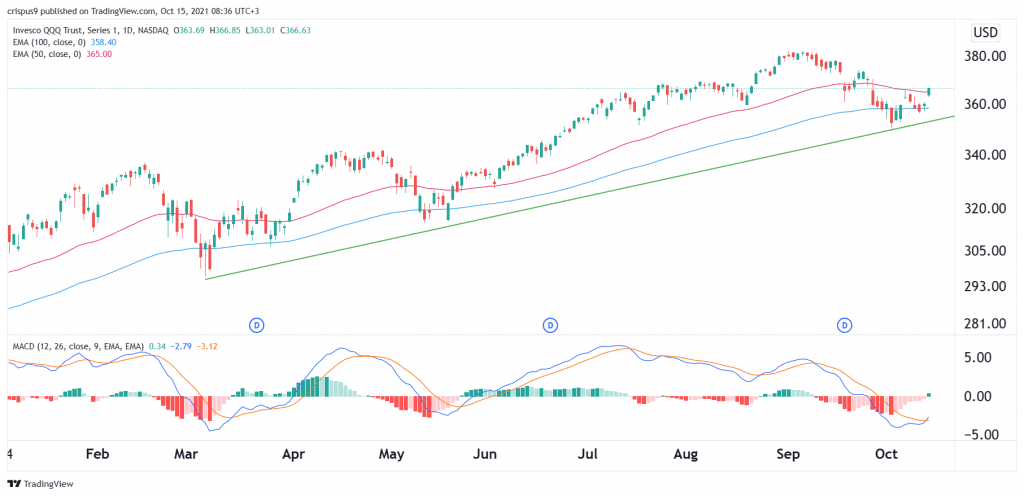 crispus9 published on TradingView.com, Oct 15, 2021 08:36 UTC+3
Invesco QQQ Trust, Series 1, 1D, NASDAQ O363.69 H366.85 L363.01 C366.63
EMA (100, close, 0) 358.40
EMA (50, close, 0) 365.00
USD
380.00
360.00
340.00
320.00
305.00
293.00
281.00
D D D
MACD (12, 26, close, 9, EMA, EMA) 0.34 −2.79 −3.12
5.00
0.00
−5.00
4 Feb Mar Apr May Jun Jul Aug Sep Oct
TradingView